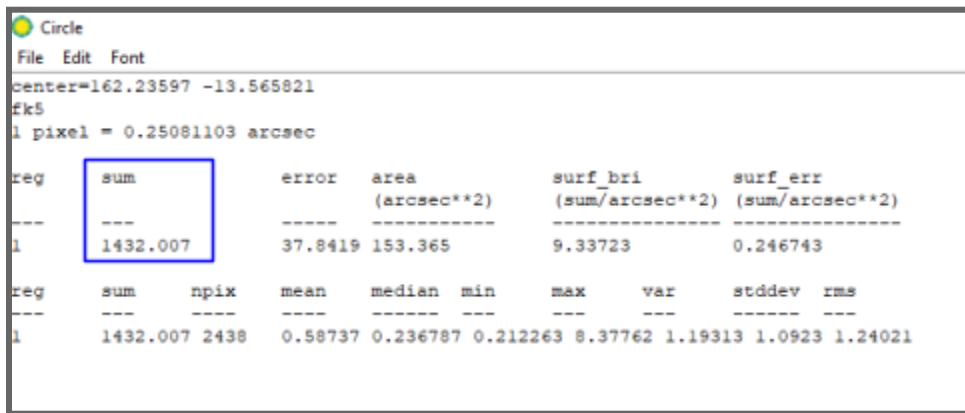 Circle
File Edit Font
center=162.23597 -13.565821
fk5
1 pixel = 0.25081103 arcsec
reg sum error area surf_bri surf_err
(arcsec**2) (sum/arcsec**2) (sum/arcsec**2)
--- --- ----- ----------- --------------- ---------------
1 1432.007 37.8419 153.365 9.33723 0.246743
reg sum npix mean median min max var stddev rms
--- --- ---- ---- ------ --- --- --- ------ ---
1 1432.007 2438 0.58737 0.236787 0.212263 8.37762 1.19313 1.0923 1.24021